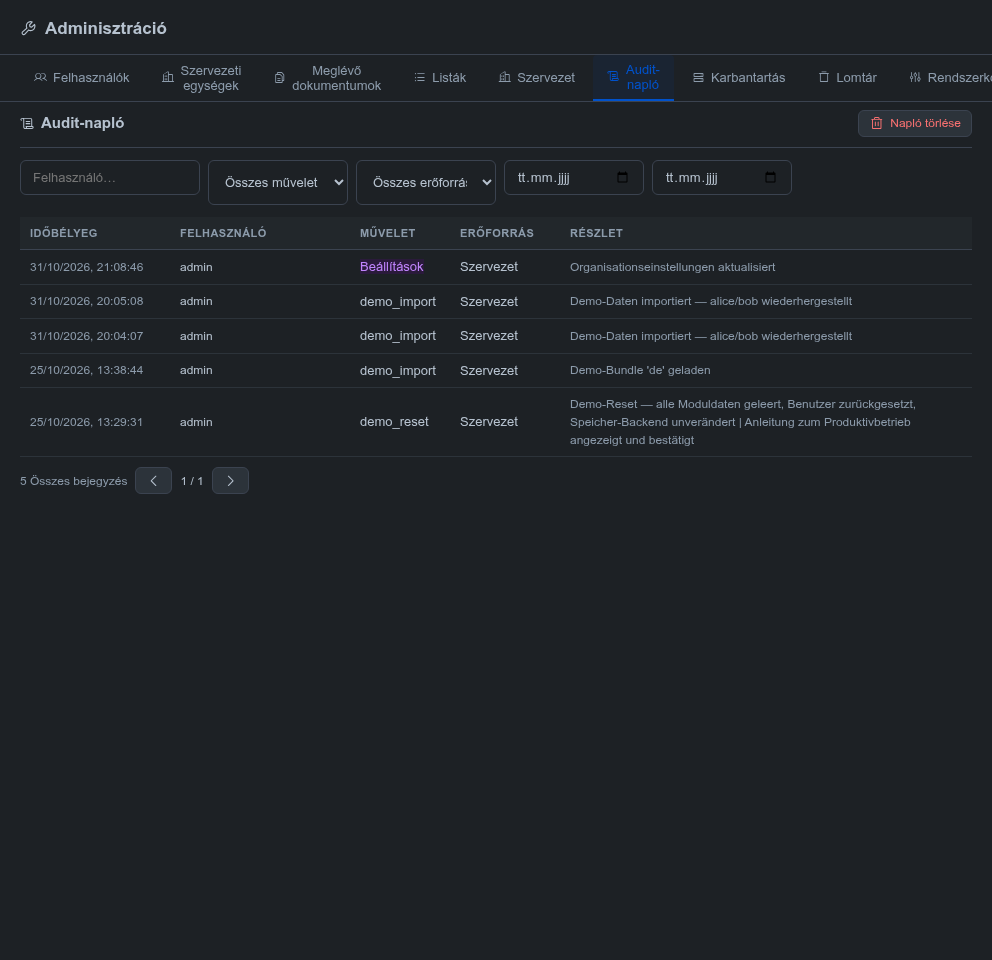 Adminisztráció
Felhasználók
Szervezeti
egységek
Meglévő
dokumentumok
Listák
Szervezet
Audit-
napló
Karbantartás
Lomtár
Audit-napló
Napló törlése
Felhasználó…
Összes művelet
Összes erőforrás
tt.mm.jjjj
tt.mm.jjjj
IDŐBÉLYEG FELHASZNÁLÓ MŰVELET ERŐFORRÁS RÉSZLET
31/10/2026, 21:08:46 admin Beállítások Szervezet Organisationseinstellungen aktualisiert
31/10/2026, 20:05:08 admin demo_import Szervezet Demo-Daten importiert — alice/bob wiederhergestellt
31/10/2026, 20:04:07 admin demo_import Szervezet Demo-Daten importiert — alice/bob wiederhergestellt
25/10/2026, 13:38:44 admin demo_import Szervezet Demo-Bundle 'de' geladen
25/10/2026, 13:29:31 admin demo_reset Szervezet Demo-Reset — alle Moduldaten geleert, Benutzer zurückgesetzt,
Speicher-Backend unverändert | Anleitung zum Produktivbetrieb
angezeigt und bestätigt
5 Összes bejegyzés 1 / 1